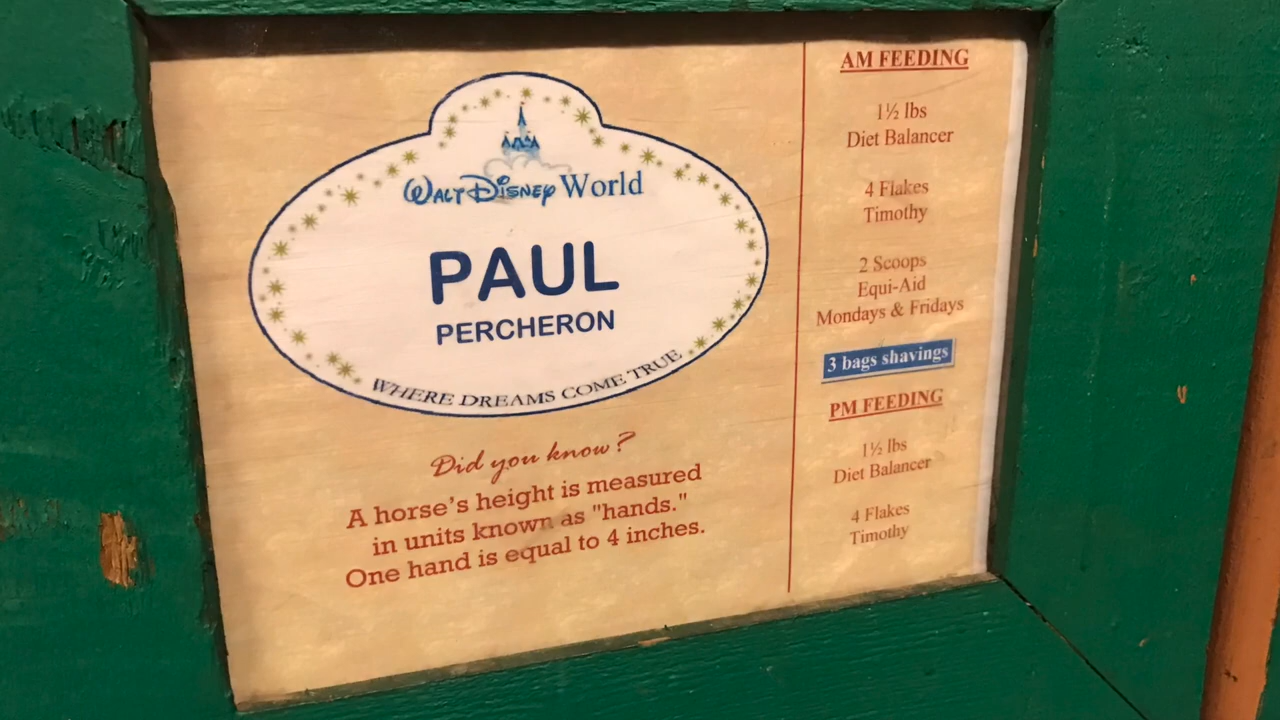 WALT DISNEY World
PAUL
PERCHERON
WHERE DREAMS COME TRUE
Did you know?
A horse's height is measured
in units known as "hands."
One hand is equal to 4 inches.
AM FEEDING
1½ lbs
Diet Balancer
4 Flakes
Timothy
2 Scoops
Equi-Aid
Mondays & Fridays
3 bags shavings
PM FEEDING
1½ lbs
Diet Balancer
4 Flakes
Timothy